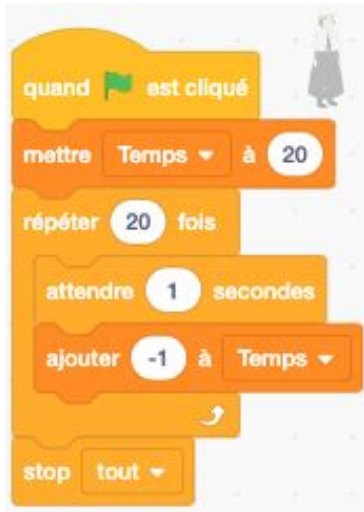 quand est cliqué
mettre Temps à 20
répéter 20 fois
attendre 1 secondes
ajouter -1 à Temps
stop tout